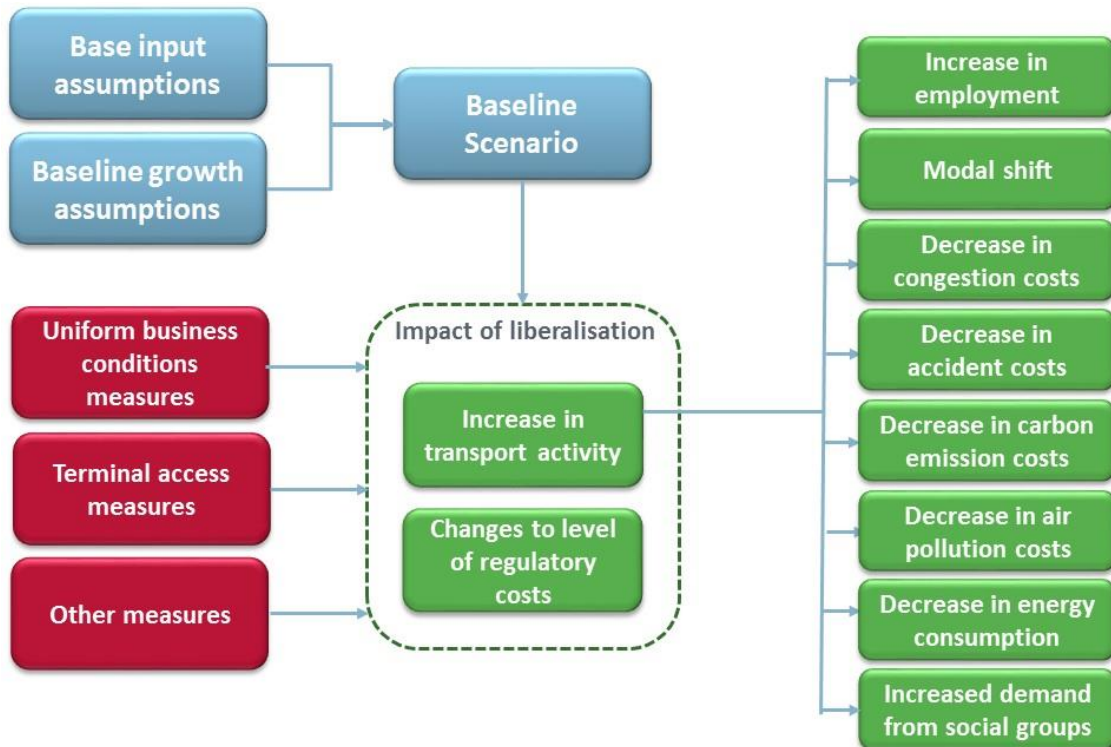 Base input
assumptions
Baseline growth
assumptions
Baseline
Scenario
Uniform business
conditions
measures
Terminal access
measures
Other measures
Impact of liberalisation
Increase in
transport activity
Changes to level
of regulatory
costs
Increase in
employment
Modal shift
Decrease in
congestion costs
Decrease in
accident costs
Decrease in carbon
emission costs
Decrease in air
pollution costs
Decrease in energy
consumption
Increased demand
from social groups